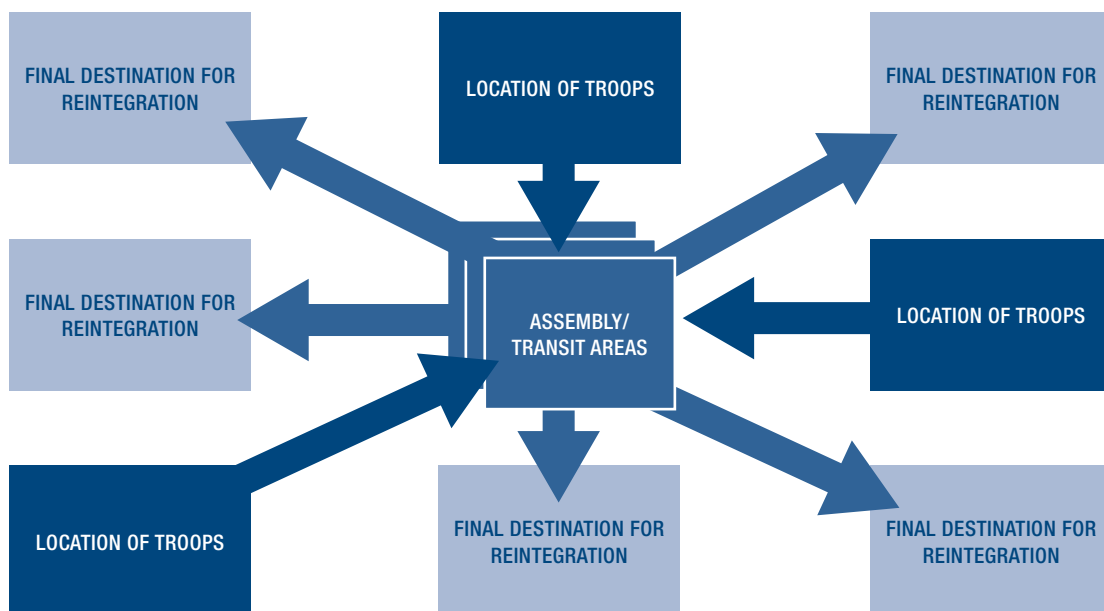 FINAL DESTINATION FOR
REINTEGRATION
LOCATION OF TROOPS
FINAL DESTINATION FOR
REINTEGRATION
FINAL DESTINATION FOR
REINTEGRATION
ASSEMBLY/
TRANSIT AREAS
LOCATION OF TROOPS
LOCATION OF TROOPS
FINAL DESTINATION FOR
REINTEGRATION
FINAL DESTINATION FOR
REINTEGRATION